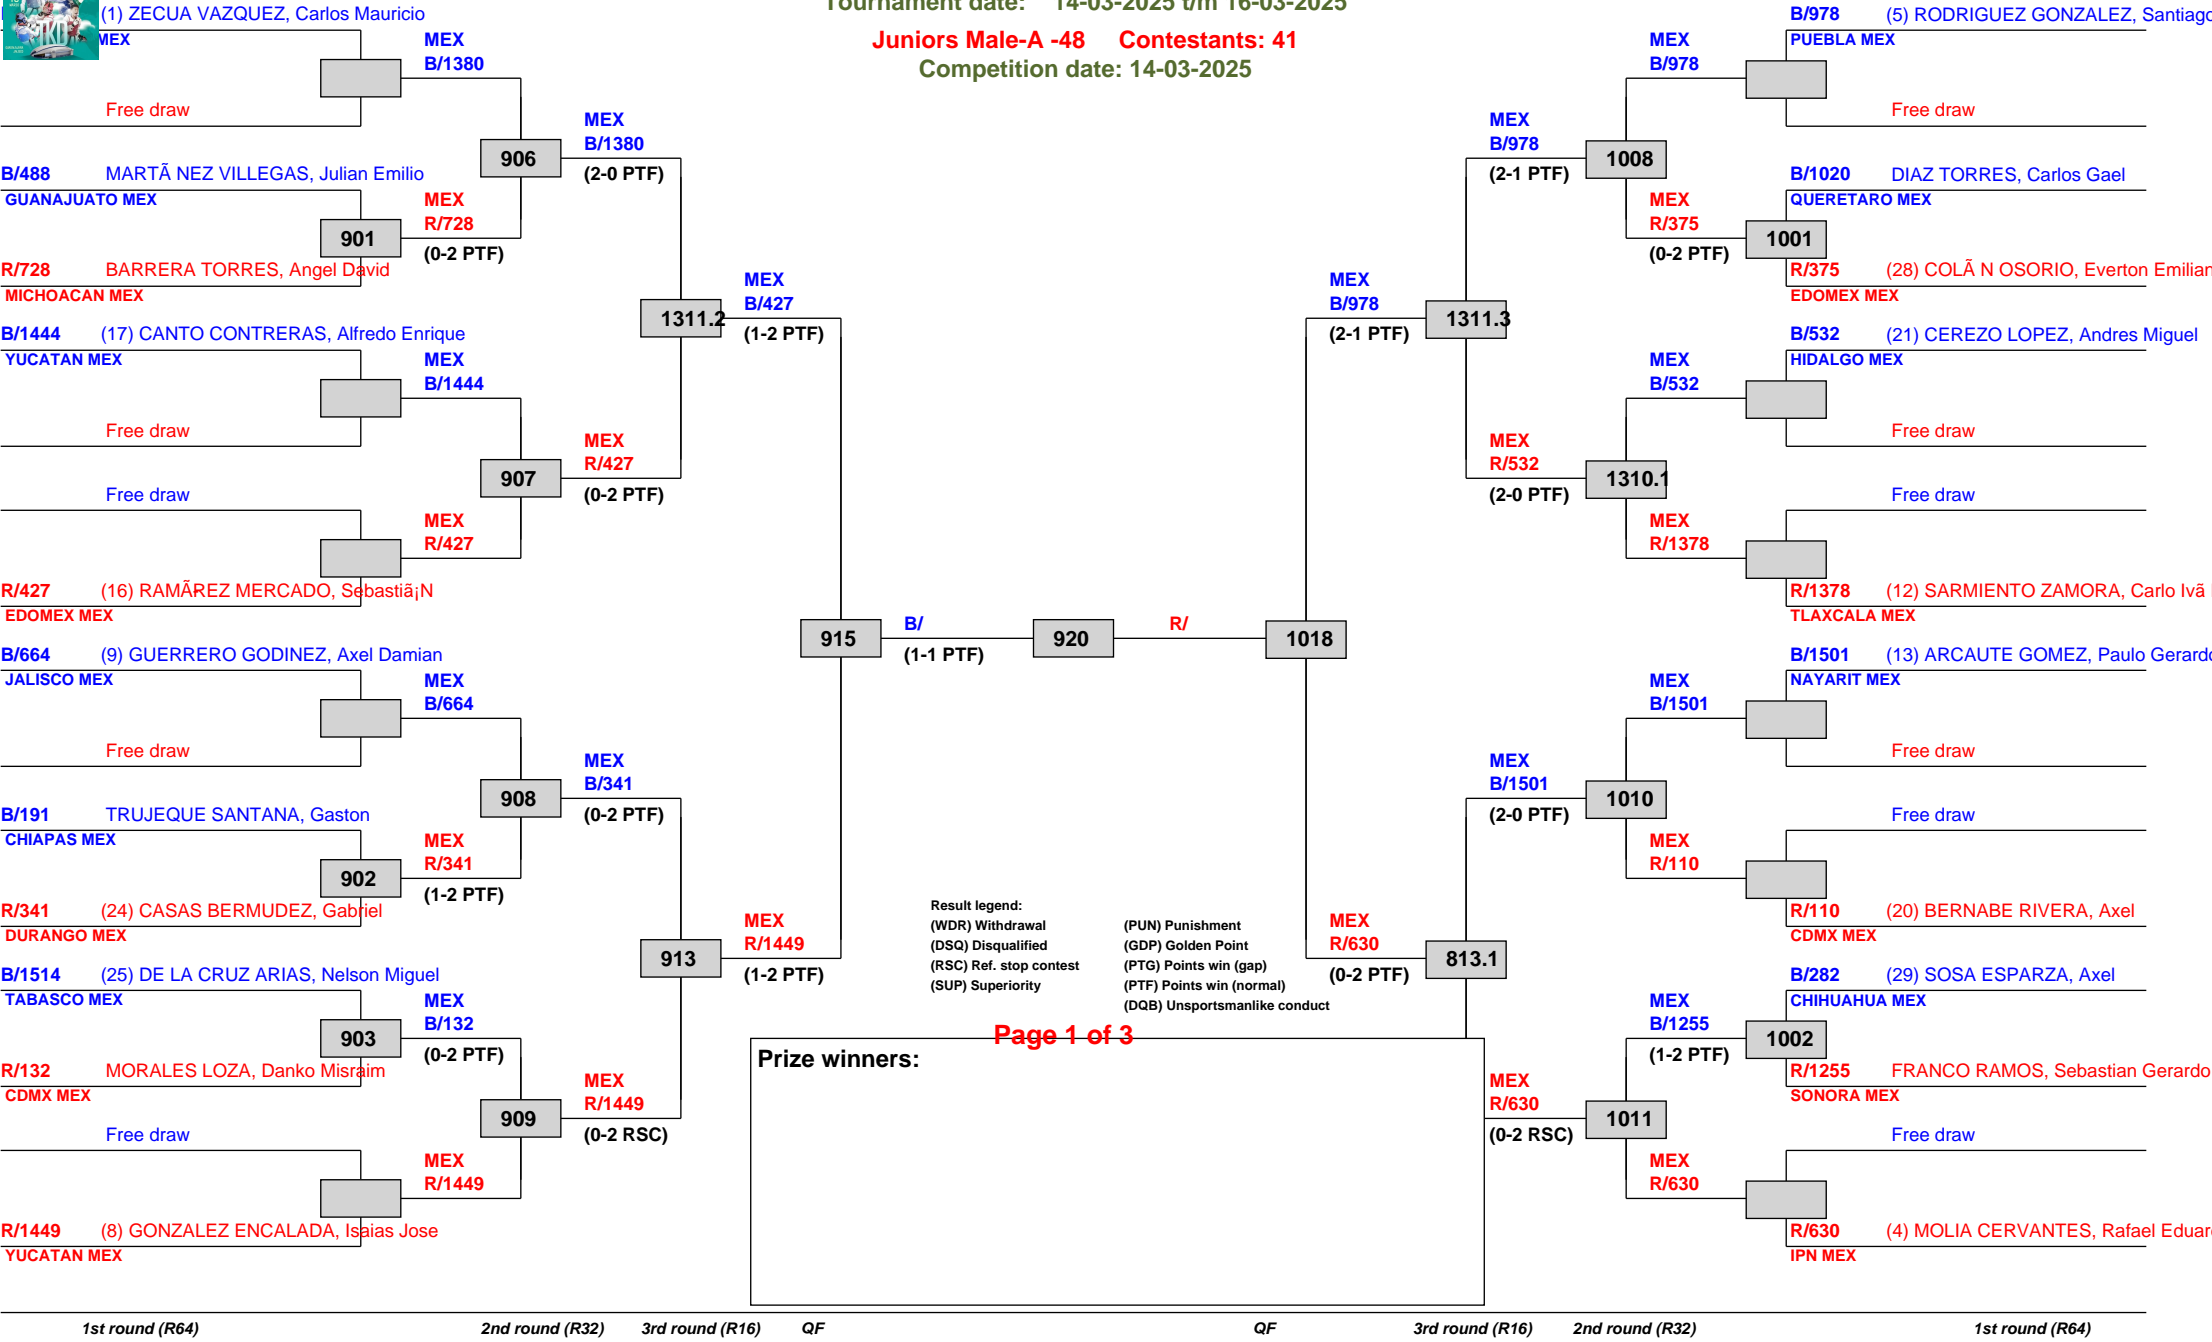 Tournament date: 14-03-2025 t/m 16-03-2025
Juniors Male-A -48 Contestants: 41
Competition date: 14-03-2025
(1) ZECUA VAZQUEZ, Carlos Mauricio
MEX
Free draw
B/488 MARTÃ NEZ VILLEGAS, Julian Emilio
GUANAJUATO MEX
901
R/728 BARRERA TORRES, Angel David
MICHOACAN MEX
B/1444 (17) CANTO CONTRERAS, Alfredo Enrique
YUCATAN MEX
Free draw
Free draw
R/427 (16) RAMÃREZ MERCADO, Sebastiã¡N
EDOMEX MEX
B/664 (9) GUERRERO GODINEZ, Axel Damian
JALISCO MEX
Free draw
B/191 TRUJEQUE SANTANA, Gaston
CHIAPAS MEX
902
R/341 (24) CASAS BERMUDEZ, Gabriel
DURANGO MEX
B/1514 (25) DE LA CRUZ ARIAS, Nelson Miguel
TABASCO MEX
903
R/132 MORALES LOZA, Danko Misraim
CDMX MEX
Free draw
R/1449 (8) GONZALEZ ENCALADA, Isaias Jose
YUCATAN MEX
MEX
B/1380
906
MEX
R/728
(0-2 PTF)
MEX
B/1444
907
MEX
R/427
MEX
B/664
908
MEX
R/341
(1-2 PTF)
MEX
B/132
(0-2 PTF)
909
MEX
R/1449
MEX
B/1380
(2-0 PTF)
1311.2
MEX
R/427
(0-2 PTF)
MEX
B/341
(0-2 PTF)
913
MEX
R/1449
(0-2 RSC)
MEX
B/427
(1-2 PTF)
915
MEX
R/1449
(1-2 PTF)
B/
(1-1 PTF)
920
R/
1018
MEX
B/978
(2-1 PTF)
MEX
R/630
(0-2 PTF)
MEX
B/978
(2-1 PTF)
1311.3
MEX
R/532
(2-0 PTF)
MEX
B/1501
(2-0 PTF)
813.1
MEX
R/630
(0-2 RSC)
MEX
B/978
1008
MEX
R/375
(0-2 PTF)
MEX
B/532
1310.1
MEX
R/1378
MEX
B/1501
1010
MEX
R/110
MEX
B/1255
(1-2 PTF)
1011
MEX
R/630
B/978 (5) RODRIGUEZ GONZALEZ, Santiago
PUEBLA MEX
Free draw
B/1020 DIAZ TORRES, Carlos Gael
QUERETARO MEX
1001
R/375 (28) COLÃ N OSORIO, Everton Emilian
EDOMEX MEX
B/532 (21) CEREZO LOPEZ, Andres Miguel
HIDALGO MEX
Free draw
Free draw
R/1378 (12) SARMIENTO ZAMORA, Carlo Ivã
TLAXCALA MEX
B/1501 (13) ARCAUTE GOMEZ, Paulo Gerardo
NAYARIT MEX
Free draw
Free draw
R/110 (20) BERNABE RIVERA, Axel
CDMX MEX
B/282 (29) SOSA ESPARZA, Axel
CHIHUAHUA MEX
1002
R/1255 FRANCO RAMOS, Sebastian Gerardo
SONORA MEX
Free draw
R/630 (4) MOLIA CERVANTES, Rafael Eduar
IPN MEX
Result legend:
(WDR) Withdrawal (PUN) Punishment
(DSQ) Disqualified (GDP) Golden Point
(RSC) Ref. stop contest (PTG) Points win (gap)
(SUP) Superiority (PTF) Points win (normal)
(DQB) Unsportsmanlike conduct
Page 1 of 3
Prize winners:
1st round (R64) 2nd round (R32) 3rd round (R16) QF QF 3rd round (R16) 2nd round (R32) 1st round (R64)